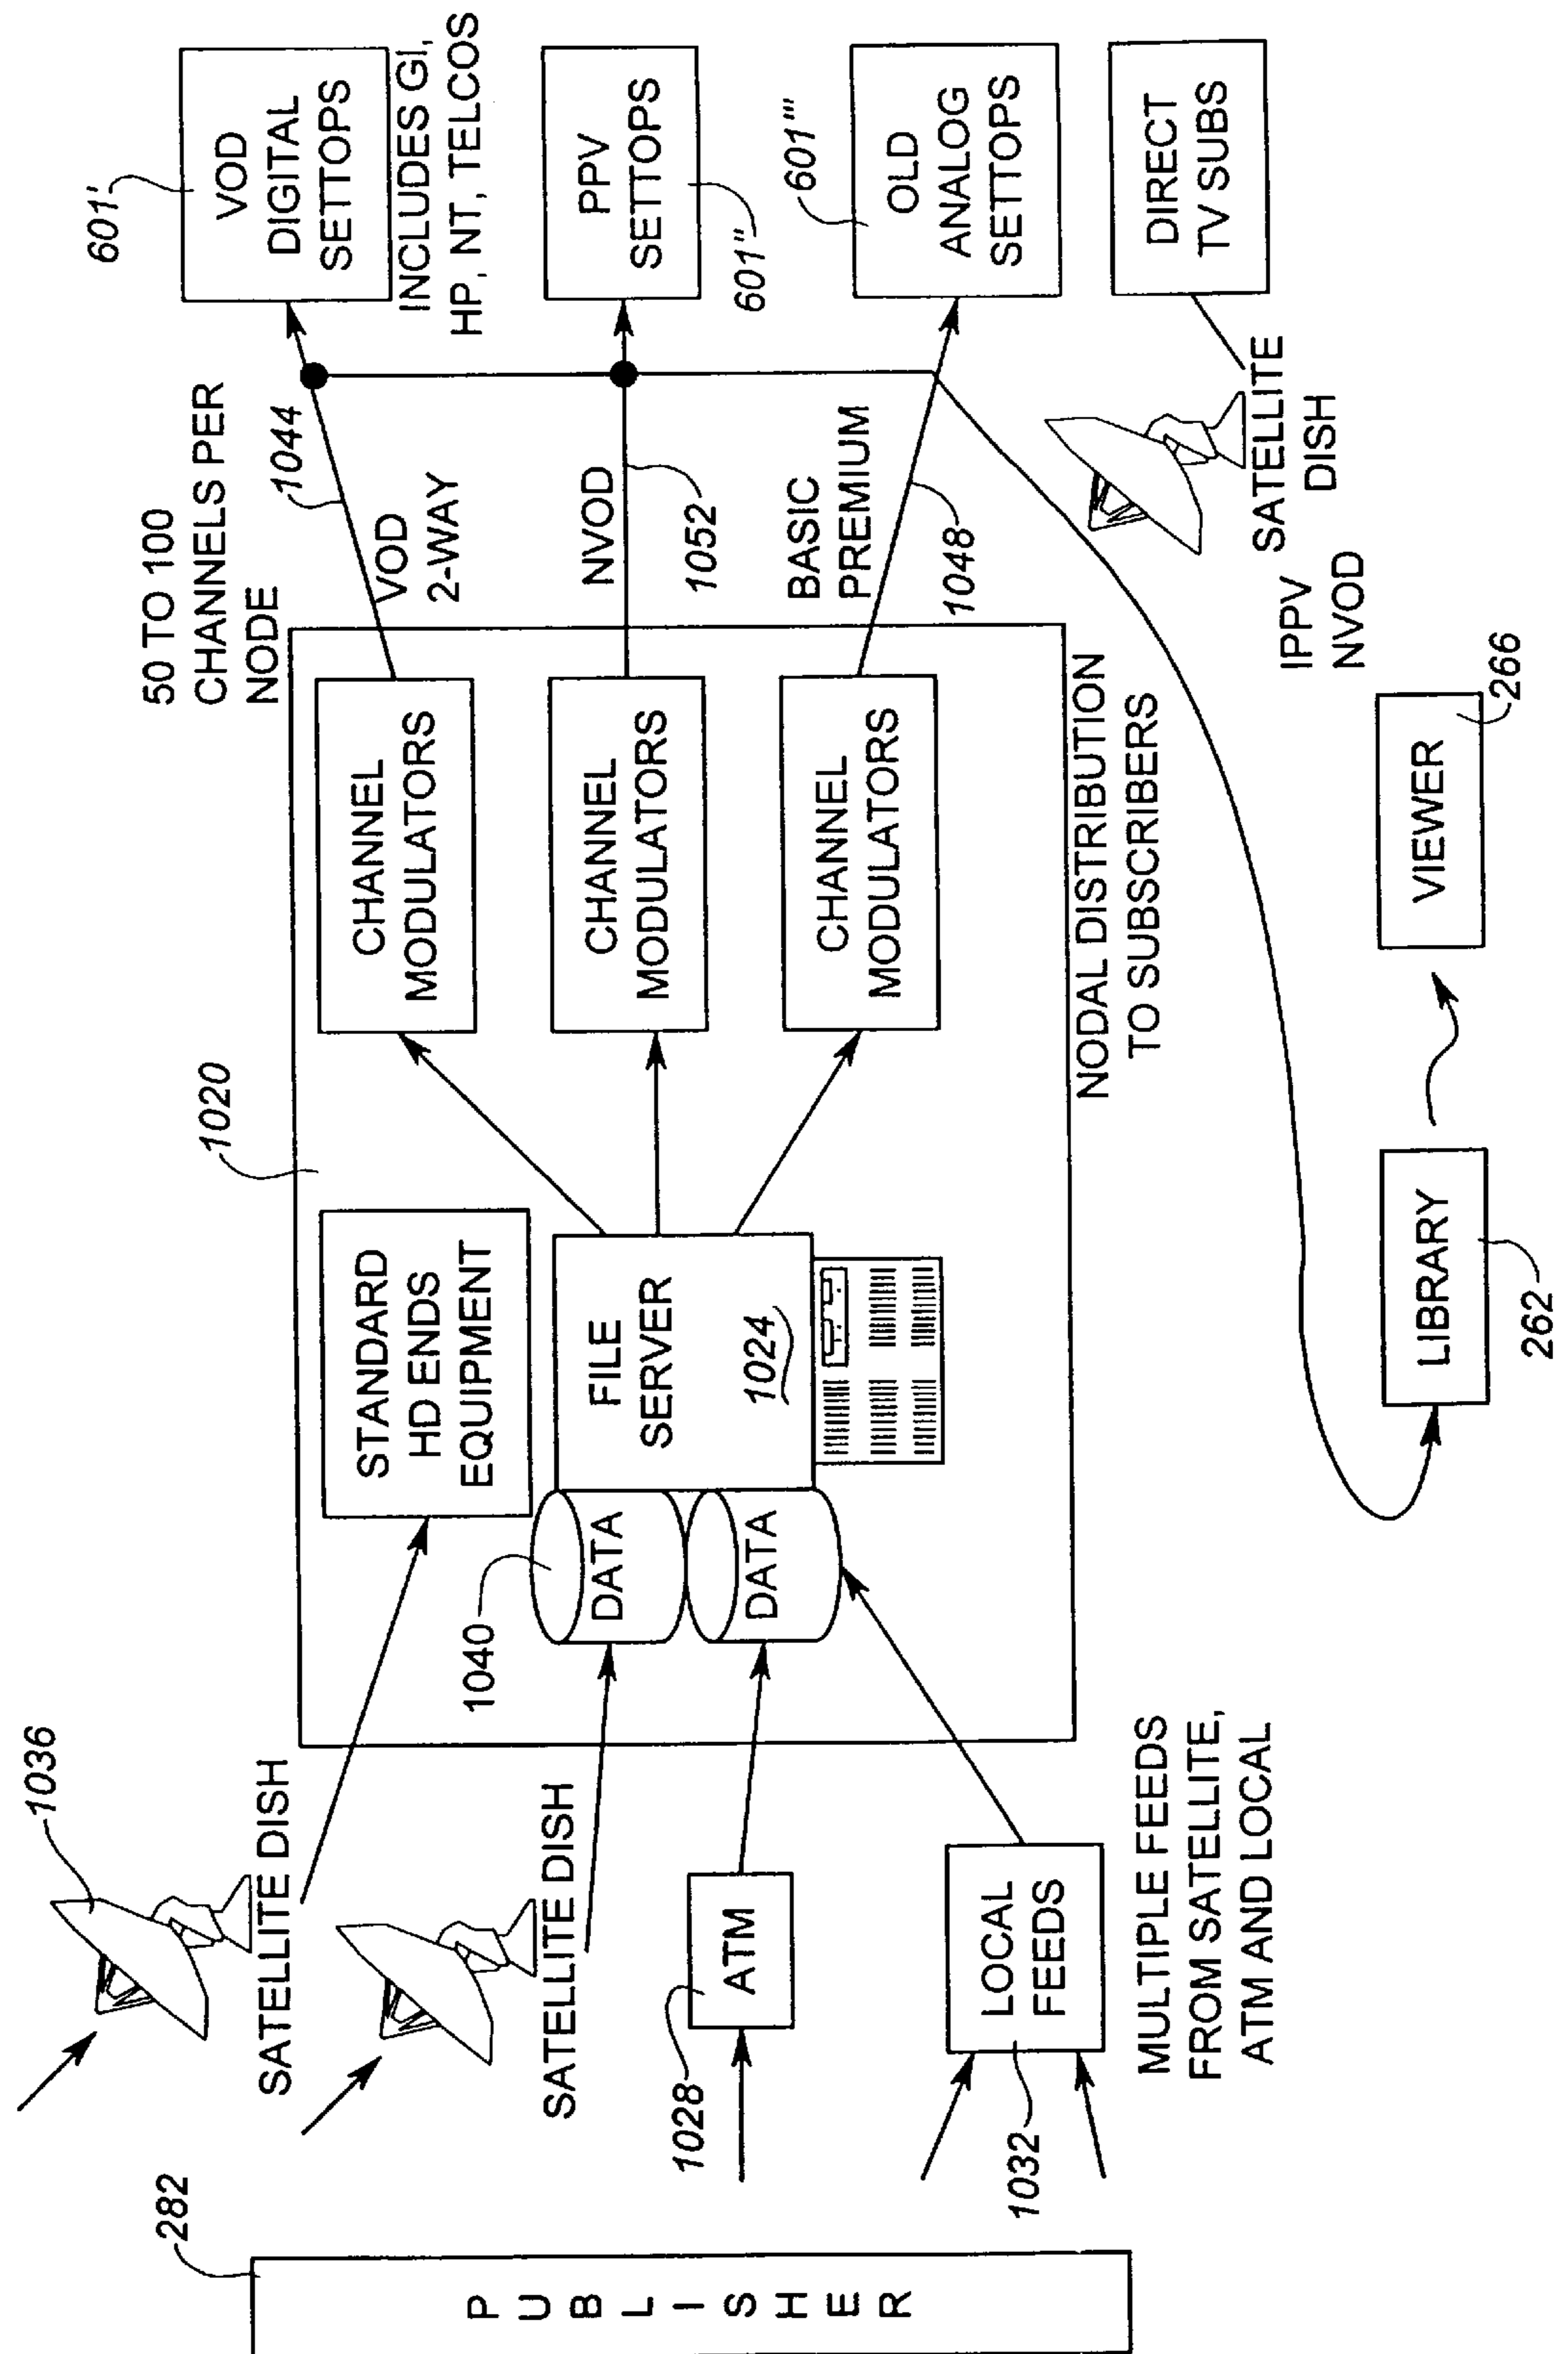 282
P U B L I S H E R
1036
SATELLITE DISH
SATELLITE DISH
1028
ATM
1032
LOCAL
FEEDS
MULTIPLE FEEDS
FROM SATELLITE,
ATM AND LOCAL
1020
STANDARD
HD ENDS
EQUIPMENT
1040
DATA
DATA
FILE
SERVER
1024
CHANNEL
MODULATORS
CHANNEL
MODULATORS
CHANNEL
MODULATORS
NODAL DISTRIBUTION
TO SUBSCRIBERS
50 TO 100
CHANNELS PER
NODE
1044
VOD
2-WAY
NVOD
1052
BASIC
PREMIUM
1048
601'
VOD
DIGITAL
SETTOPS
INCLUDES GI,
HP, NT, TELCOS
PPV
SETTOPS
601"
601'''
OLD
ANALOG
SETTOPS
DIRECT
TV SUBS
SATELLITE
DISH
IPPV
NVOD
LIBRARY
262
VIEWER
266